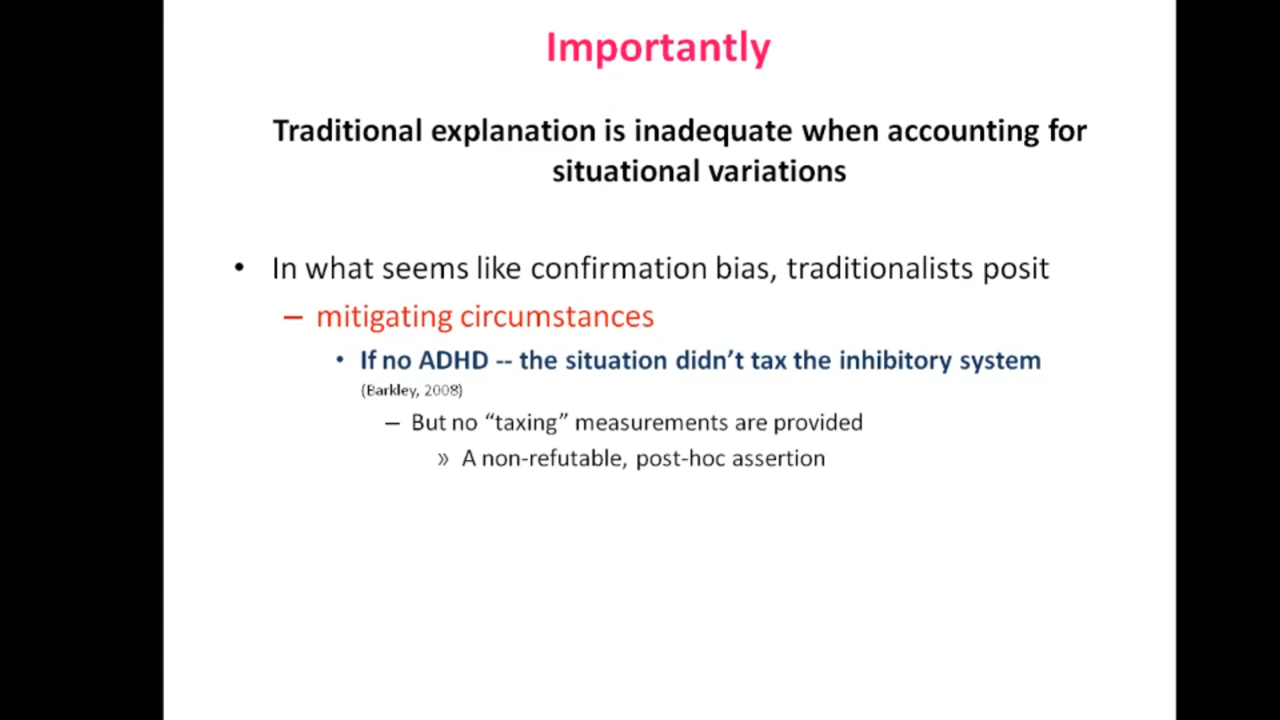 Importantly
Traditional explanation is inadequate when accounting for
situational variations
• In what seems like confirmation bias, traditionalists posit
– mitigating circumstances
• If no ADHD -- the situation didn’t tax the inhibitory system
(Barkley, 2008)
– But no “taxing” measurements are provided
» A non-refutable, post-hoc assertion